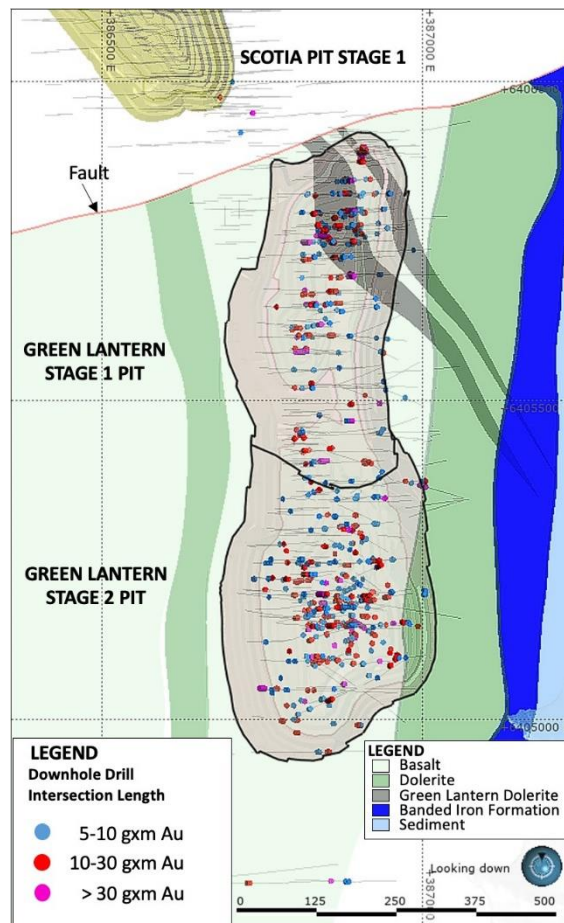 +386500 E
+387000 E
SCOTIA PIT STAGE 1
Fault
GREEN LANTERN
STAGE 1 PIT
+6405500
GREEN LANTERN
STAGE 2 PIT
+6405000
LEGEND
Downhole Drill
Intersection Length
5-10 gxm Au
10-30 gxm Au
> 30 gxm Au
LEGEND
Basalt
Dolerite
Green Lantern Dolerite
Banded Iron Formation
Sediment
Looking down
0 125 250 375 500